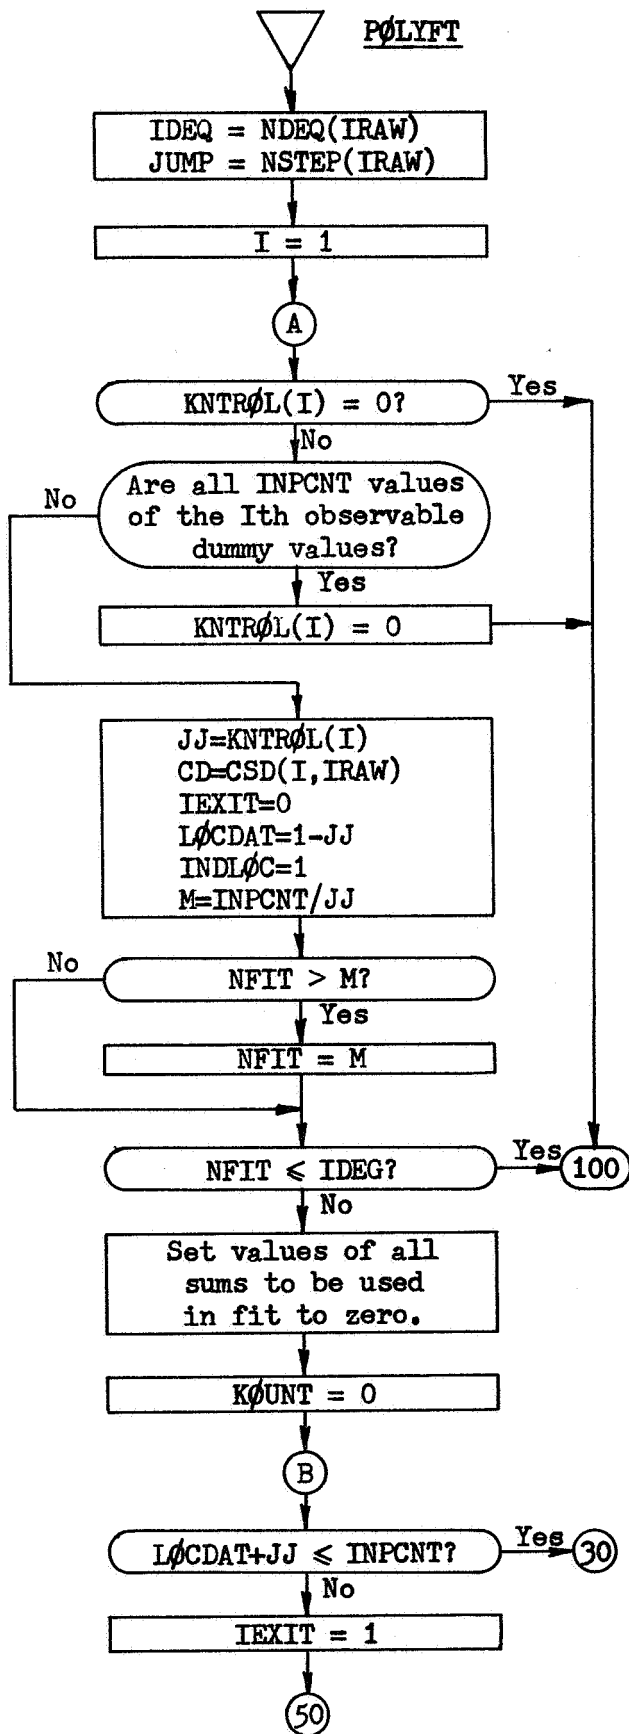 PØLYFT
IDEQ = NDEQ(IRAW)
JUMP = NSTEP(IRAW)
I = 1
A
KNTRØL(I) = 0?
Yes
No
Are all INPCNT values
of the Ith observable
dummy values?
No
Yes
KNTRØL(I) = 0
JJ=KNTRØL(I)
CD=CSD(I,IRAW)
IEXIT=0
LØCDAT=1-JJ
INDLØC=1
M=INPCNT/JJ
No
NFIT > M?
Yes
NFIT = M
NFIT ⩽ IDEG?
Yes
100
No
Set values of all
sums to be used
in fit to zero.
KØUNT = 0
B
LØCDAT+JJ ⩽ INPCNT?
Yes
30
No
IEXIT = 1
50